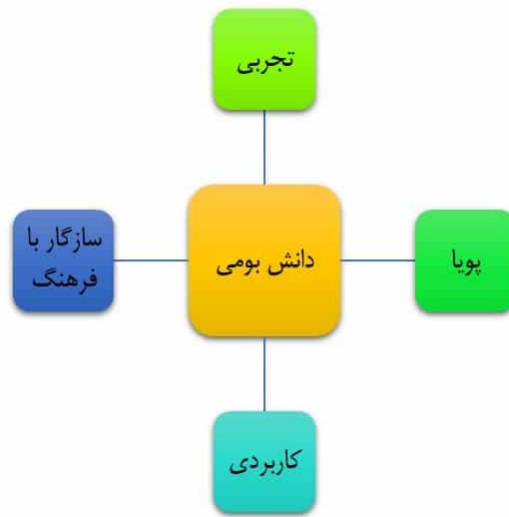 تجربی
پویا
دانش بومی
سازگار با
فرهنگ
کاربردی